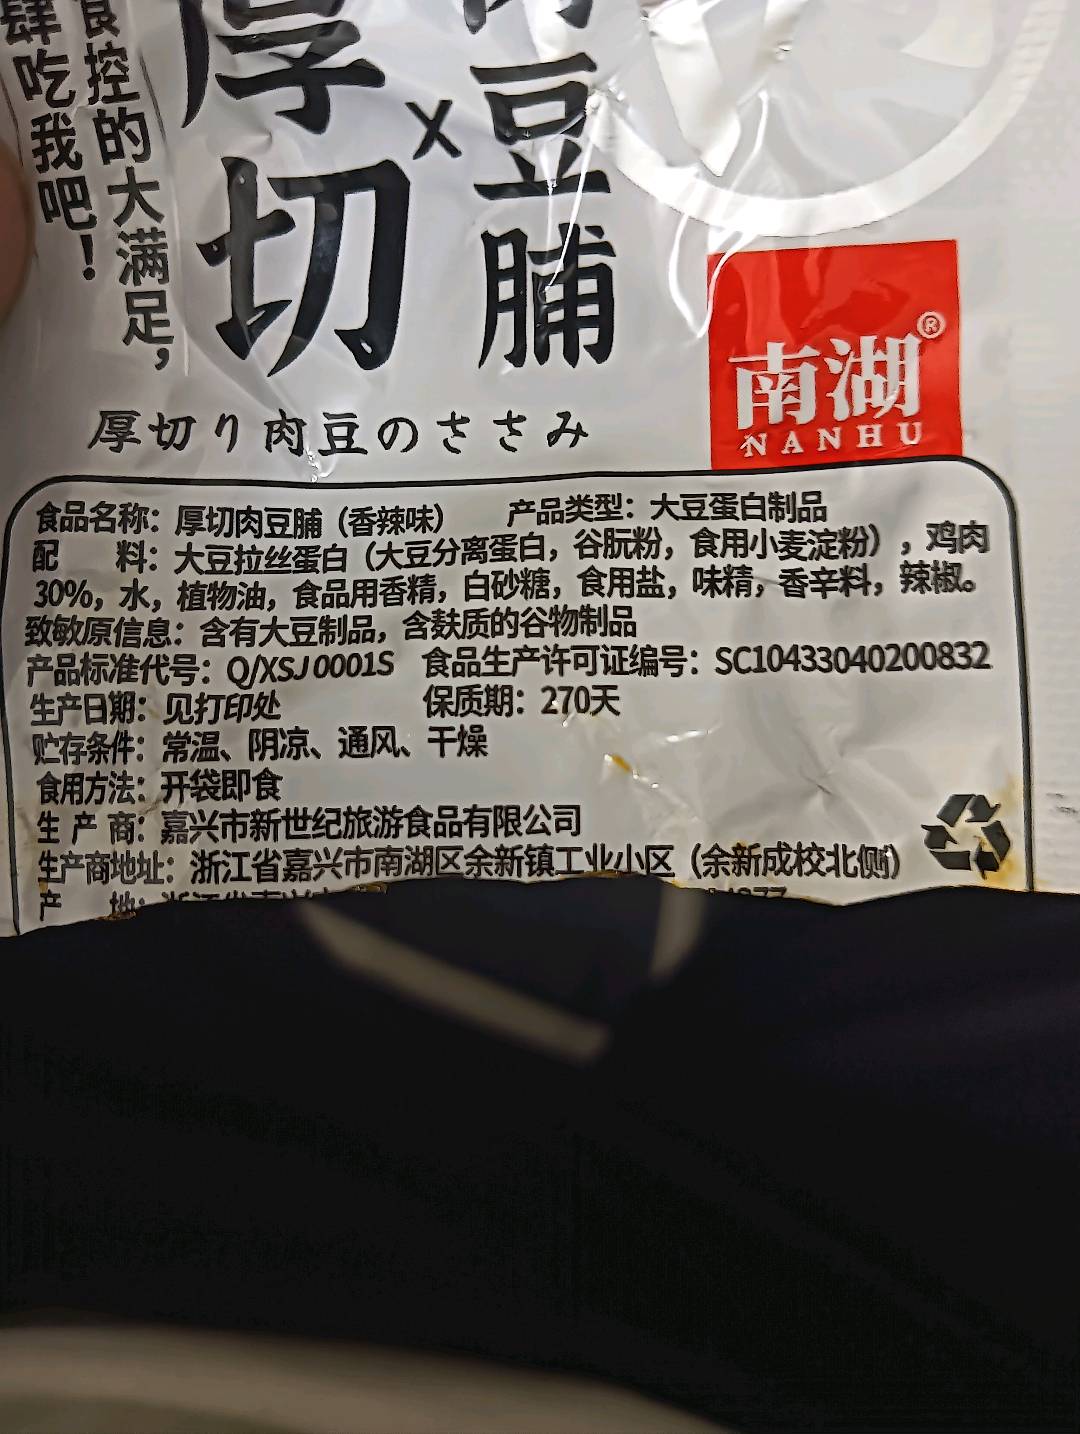 食控的大满足，
肆吃我吧！
厚切
×
肉豆脯
南湖®
NANHU
厚切り肉豆のささみ
食品名称：厚切肉豆脯（香辣味） 产品类型：大豆蛋白制品
配 料：大豆拉丝蛋白（大豆分离蛋白，谷朊粉，食用小麦淀粉），鸡肉
30%，水，植物油，食品用香精，白砂糖，食用盐，味精，香辛料，辣椒。
致敏原信息：含有大豆制品，含麸质的谷物制品
产品标准代号：Q/XSJ0001S 食品生产许可证编号：SC10433040200832
生产日期：见打印处 保质期：270天
贮存条件：常温、阴凉、通风、干燥
食用方法：开袋即食
生 产 商：嘉兴市新世纪旅游食品有限公司
生产商地址：浙江省嘉兴市南湖区余新镇工业小区（余新成校北侧）
产 地：浙江省嘉兴